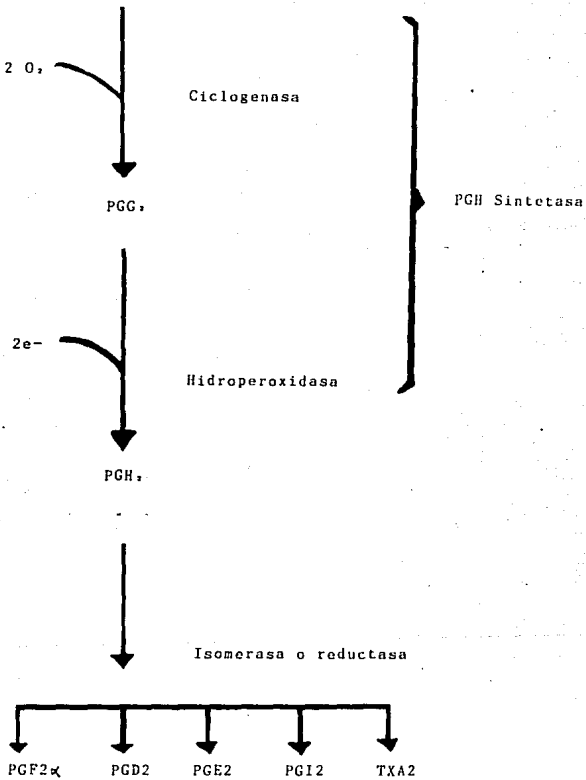 2 O₂
Ciclogenasa
PGG₂
PGH Sintetasa
2e-
Hidroperoxidasa
PGH₂
Isomerasa o reductasa
PGF2α PGD2 PGE2 PGI2 TXA2